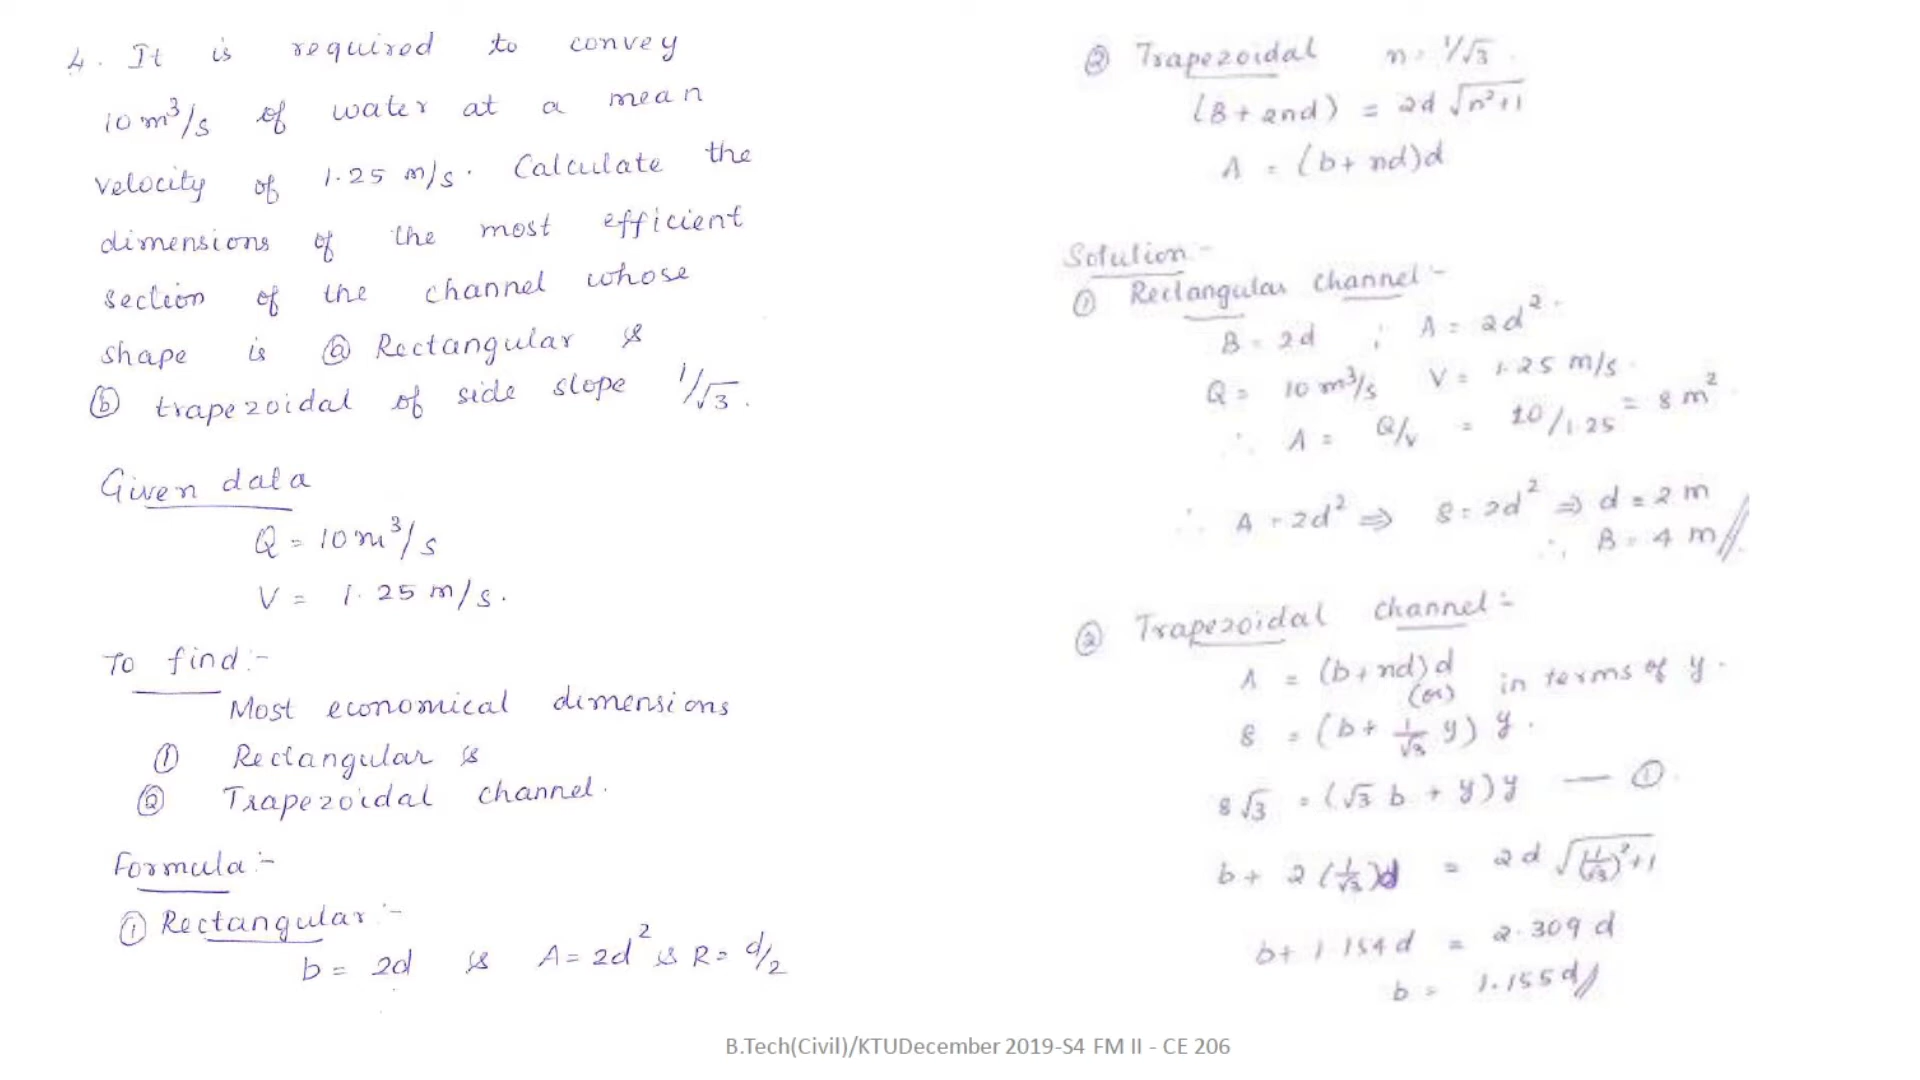 4. It is required to convey
10 m³/s of water at a mean
velocity of 1.25 m/s. Calculate the
dimensions of the most efficient
section of the channel whose
shape is ⓐ Rectangular &
ⓑ trapezoidal of side slope 1/√3.
Given data
Q = 10 m³/s
V = 1.25 m/s.
To find:-
Most economical dimensions
① Rectangular &
② Trapezoidal channel.
Formula:-
① Rectangular:-
b = 2d & A = 2d² & R = d/2
② Trapezoidal n = 1/√3.
(B + 2nd) = 2d √n²+1
A = (b + nd)d
Solution:-
① Rectangular channel:-
B = 2d ; A = 2d².
Q = 10 m³/s V = 1.25 m/s.
∴ A = Q/V = 10/1.25 = 8 m².
∴ A = 2d² ⇒ 8 = 2d² ⇒ d = 2 m
∴ B = 4 m //.
② Trapezoidal channel:-
A = (b + nd)d
(or) in terms of y.
8 = (b + 1/√3 y) y.
8√3 = (√3 b + y)y — ①.
b + 2 (1/√3)d = 2d √(1/√3)²+1
b + 1.154 d = 2.309 d
b = 1.155 d //
B.Tech(Civil)/KTUDecember 2019-S4 FM II - CE 206